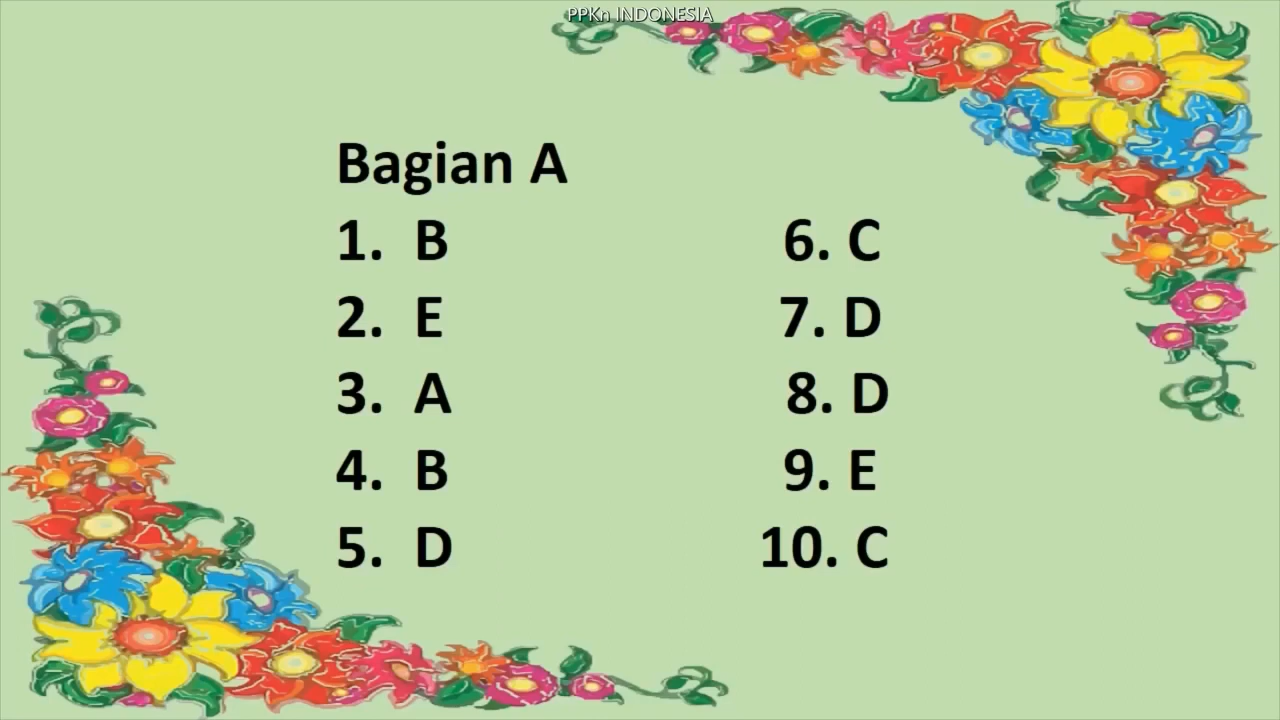 PPKn INDONESIA
Bagian A
1. B
2. E
3. A
4. B
5. D
6. C
7. D
8. D
9. E
10. C